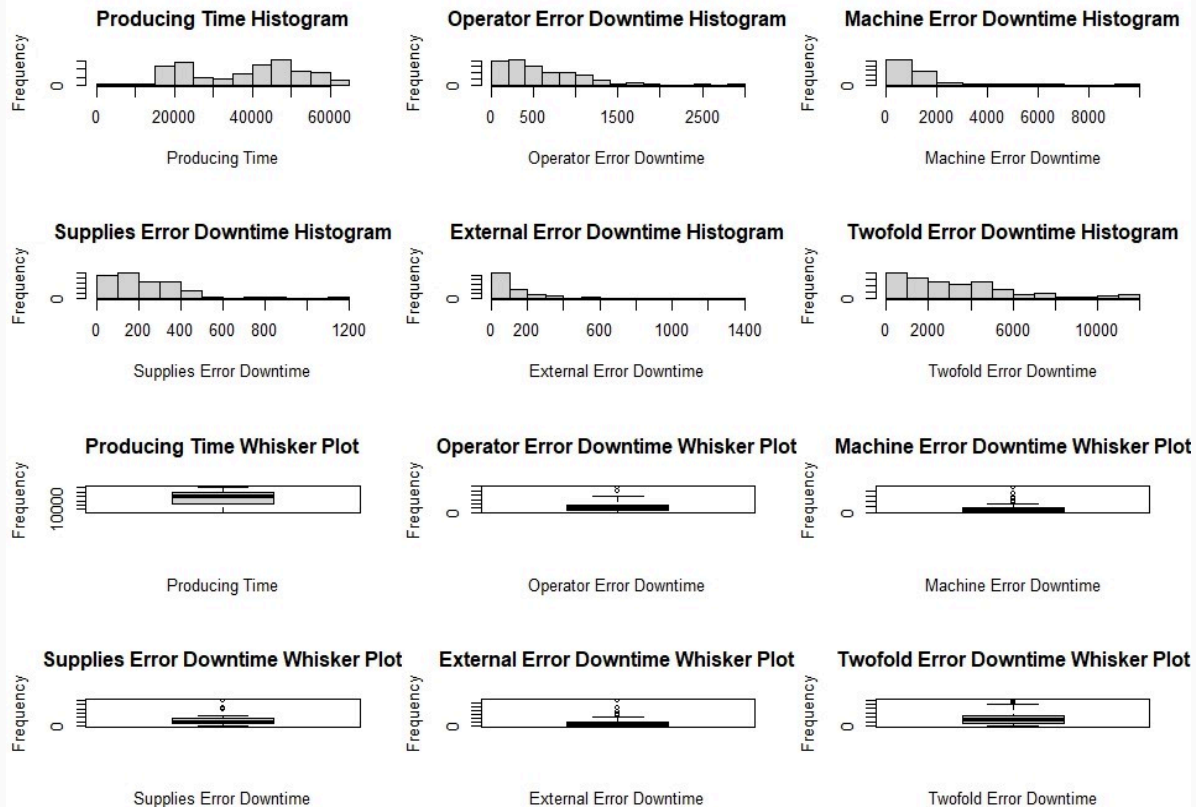 Producing Time Histogram
Frequency
0
0 20000 40000 60000
Producing Time
Operator Error Downtime Histogram
Frequency
0
0 500 1500 2500
Operator Error Downtime
Machine Error Downtime Histogram
Frequency
0
0 2000 4000 6000 8000
Machine Error Downtime
Supplies Error Downtime Histogram
Frequency
0
0 200 400 600 800 1200
Supplies Error Downtime
External Error Downtime Histogram
Frequency
0
0 200 600 1000 1400
External Error Downtime
Twofold Error Downtime Histogram
Frequency
0
0 2000 6000 10000
Twofold Error Downtime
Producing Time Whisker Plot
Frequency
10000
Producing Time
Operator Error Downtime Whisker Plot
Frequency
0
Operator Error Downtime
Machine Error Downtime Whisker Plot
Frequency
0
Machine Error Downtime
Supplies Error Downtime Whisker Plot
Frequency
0
Supplies Error Downtime
External Error Downtime Whisker Plot
Frequency
0
External Error Downtime
Twofold Error Downtime Whisker Plot
Frequency
0
Twofold Error Downtime